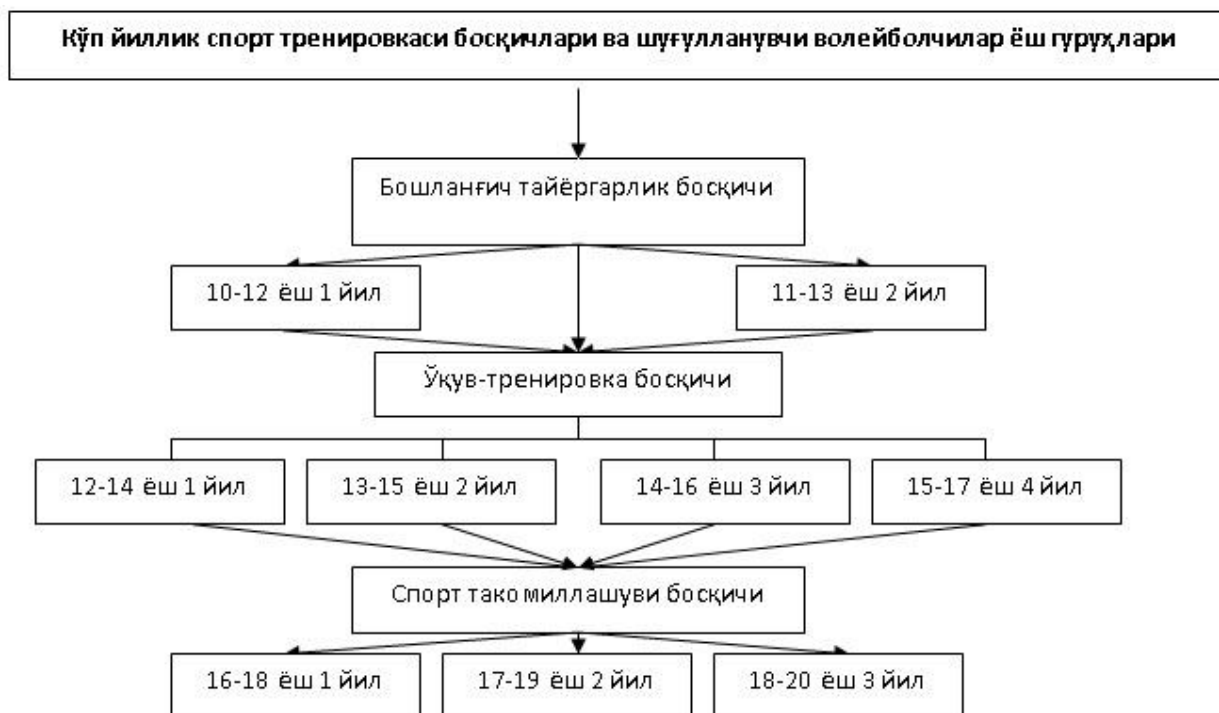 Кўп йиллик спорт тренировкаси босқичлари ва шуғулланувчи волейболчилар ёш гуруҳлари
Бошланғич тайёргарлик босқичи
10-12 ёш 1 йил
11-13 ёш 2 йил
Ўқув-тренировка босқичи
12-14 ёш 1 йил
13-15 ёш 2 йил
14-16 ёш 3 йил
15-17 ёш 4 йил
Спорт такомиллашуви босқичи
16-18 ёш 1 йил
17-19 ёш 2 йил
18-20 ёш 3 йил